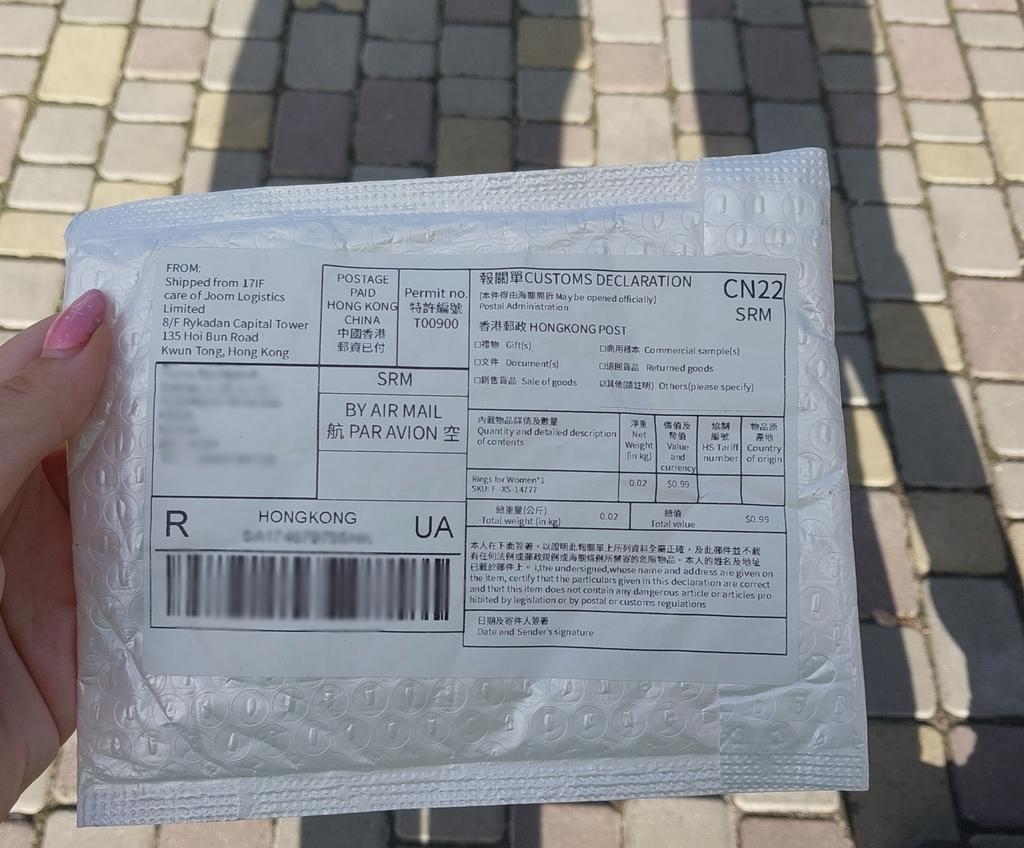 FROM:
Shipped from 17IF
care of Joom Logistics
Limited
8/F Rykadan Capital Tower
135 Hoi Bun Road
Kwun Tong, Hong Kong
POSTAGE
PAID
HONG KONG
CHINA
中國香港
郵資已付
Permit no.
特許編號
T00900
SRM
BY AIR MAIL
航 PAR AVION 空
R
HONGKONG
UA
報關單CUSTOMS DECLARATION
(本件得由海關開拆 May be opened officially)
Postal Administration
CN22
SRM
香港郵政 HONGKONG POST
□禮物 Gift(s)
□商用樣本 Commercial sample(s)
□文件 Document(s)
□退回貨品 Returned goods
□銷售貨品 Sale of goods
☑其他(請註明) Others(please specify)
內載物品詳情及數量
Quantity and detailed description
of contents
淨重
Net
Weight
(in kg)
價值及
幣值
Value
and
currency
協制
編號
HS Tariff
number
物品原
產地
Country
of origin
Rings for Women*1
SKU: F-XS-14777
0.02
$0.99
總重量(公斤)
Total weight (in kg)
0.02
總值
Total value
$0.99
本人在下面簽署，以證明此報關單上所列資料全屬正確，及此郵件並不載
有任何法例或郵政規例或海關條例所禁寄的危險物品。本人的姓名及地址
已載於郵件上。I,the undersigned,whose name and address are given on
the item, certify that the particulars given in this declaration are correct
and that this item does not contain any dangerous article or articles pro-
hibited by legislation or by postal or customs regulations
日期及寄件人簽署
Date and Sender's signature